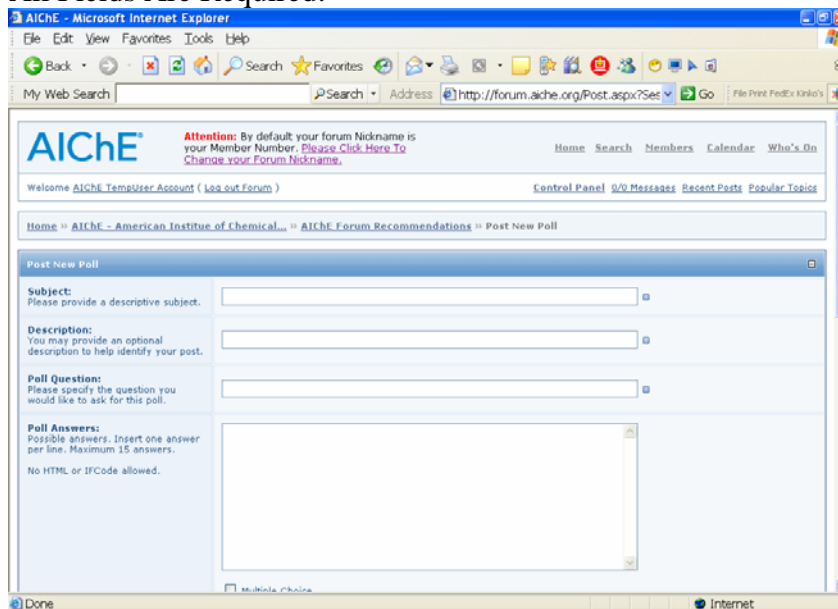 All Fields Are Required.
AIChE - Microsoft Internet Explorer
File Edit View Favorites Tools Help
Back Search Favorites
My Web Search Search Address http://forum.aiche.org/Post.aspx?Ses Go File Print FedEx Kinko's
AIChE
Attention: By default your forum Nickname is
your Member Number. Please Click Here To
Change your Forum Nickname.
Home Search Members Calendar Who's On
Welcome AIChE TempUser Account ( Log out Forum )
Control Panel 0/0 Messages Recent Posts Popular Topics
Home » AIChE - American Institue of Chemical... » AIChE Forum Recommendations » Post New Poll
Post New Poll
Subject:
Please provide a descriptive subject.
Description:
You may provide an optional
description to help identify your post.
Poll Question:
Please specify the question you
would like to ask for this poll.
Poll Answers:
Possible answers. Insert one answer
per line. Maximum 15 answers.
No HTML or IFCode allowed.
Multiple Choice
Done Internet